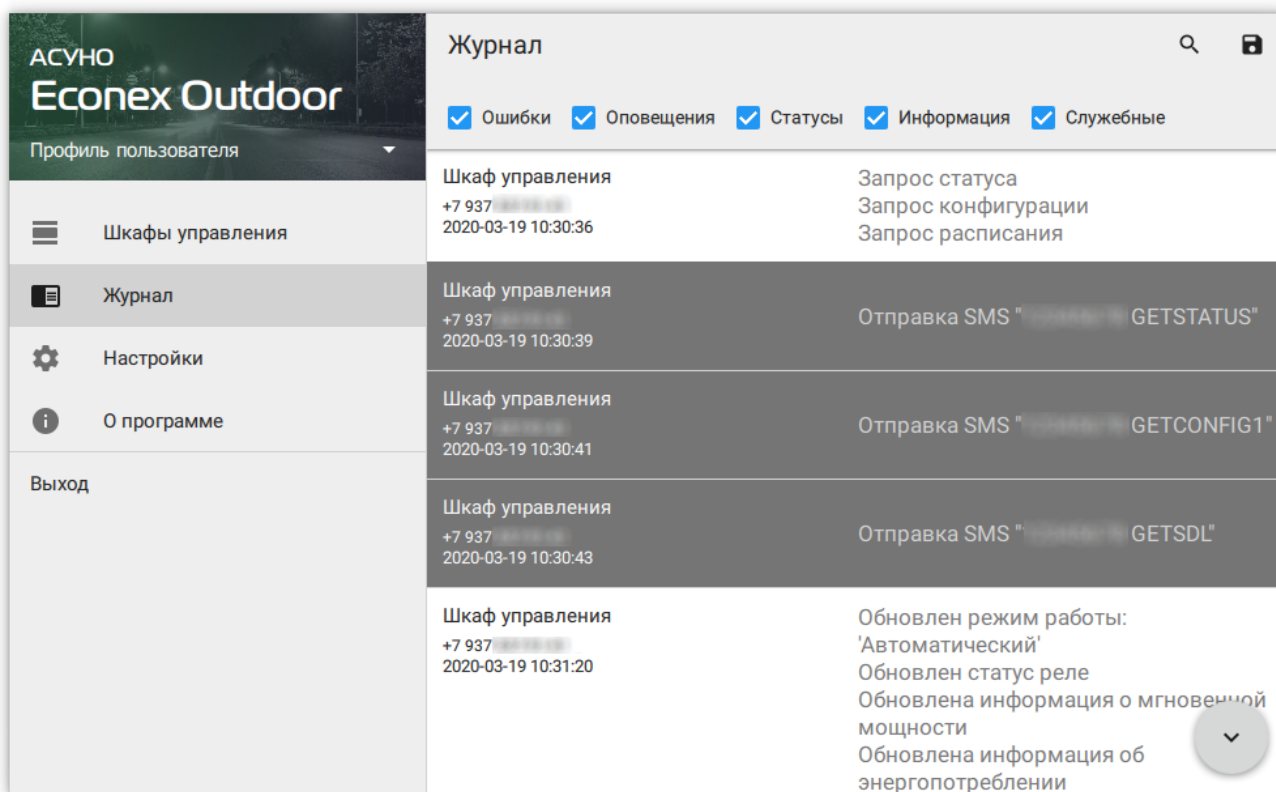 АСУНО
Econex Outdoor
Профиль пользователя
Шкафы управления
Журнал
Настройки
О программе
Выход
Журнал
Ошибки Оповещения Статусы Информация Служебные
Шкаф управления
+7 937
2020-03-19 10:30:36
Запрос статуса
Запрос конфигурации
Запрос расписания
Шкаф управления
+7 937
2020-03-19 10:30:39
Отправка SMS " GETSTATUS"
Шкаф управления
+7 937
2020-03-19 10:30:41
Отправка SMS " GETCONFIG1"
Шкаф управления
+7 937
2020-03-19 10:30:43
Отправка SMS " GETSDL"
Шкаф управления
+7 937
2020-03-19 10:31:20
Обновлен режим работы:
'Автоматический'
Обновлен статус реле
Обновлена информация о мгновенной
мощности
Обновлена информация об
энергопотреблении